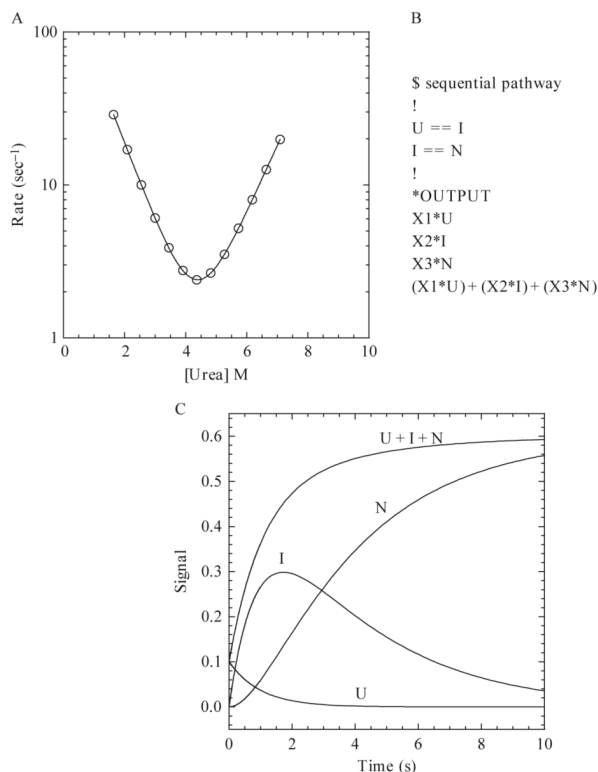 A
100
10
1
Rate (sec⁻¹)
0 2 4 6 8 10
[Urea] M
B
$ sequential pathway
!
U == I
I == N
!
*OUTPUT
X1*U
X2*I
X3*N
(X1*U) + (X2*I) + (X3*N)
C
0.6
0.5
0.4
0.3
0.2
0.1
0.0
Signal
U + I + N
N
I
U
0 2 4 6 8 10
Time (s)